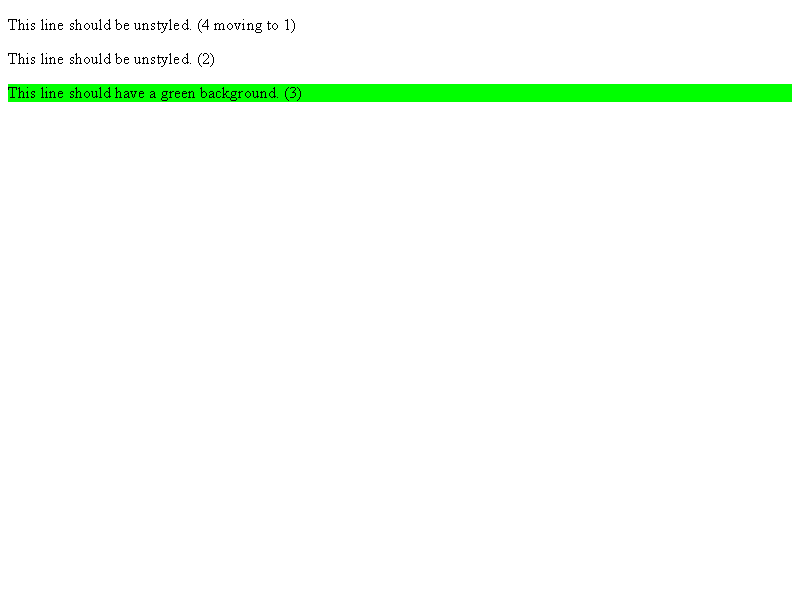 This line should be unstyled. (4 moving to 1)
This line should be unstyled. (2)
This line should have a green background. (3)